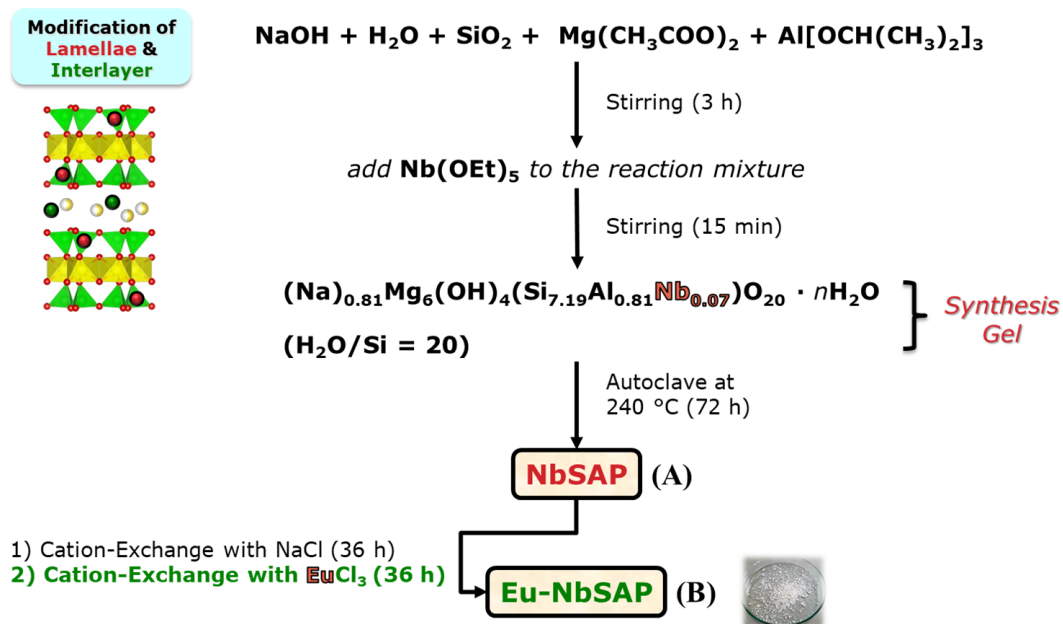 Modification of
Lamellae &
Interlayer
NaOH + H₂O + SiO₂ + Mg(CH₃COO)₂ + Al[OCH(CH₃)₂]₃
Stirring (3 h)
add Nb(OEt)₅ to the reaction mixture
Stirring (15 min)
(Na)₀.₈₁Mg₆(OH)₄(Si₇.₁₉Al₀.₈₁Nb₀.₀₇)O₂₀ · nH₂O
(H₂O/Si = 20)
Synthesis
Gel
Autoclave at
240 °C (72 h)
NbSAP (A)
1) Cation-Exchange with NaCl (36 h)
2) Cation-Exchange with EuCl₃ (36 h)
Eu-NbSAP (B)